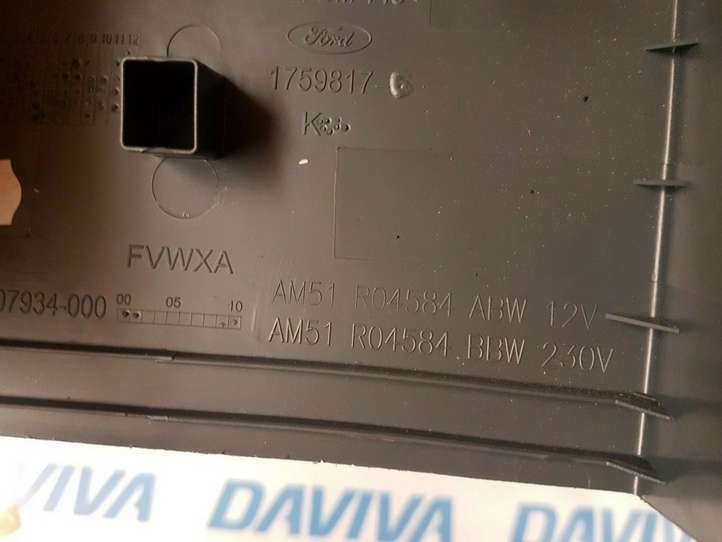 Ford
1759817
K
FVWXA
07934-000 00 05 10
AM51 R04584 ABW 12V
AM51 R04584 BBW 230V
DAVIVA DAVIVA DAVIVA